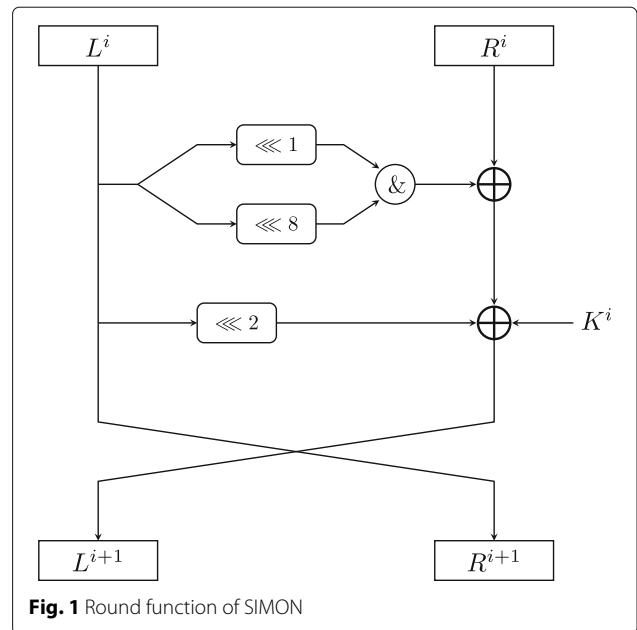 L^i R^i
⋘ 1
&
⋘ 8
⋘ 2 K^i
L^{i+1} R^{i+1}
Fig. 1 Round function of SIMON